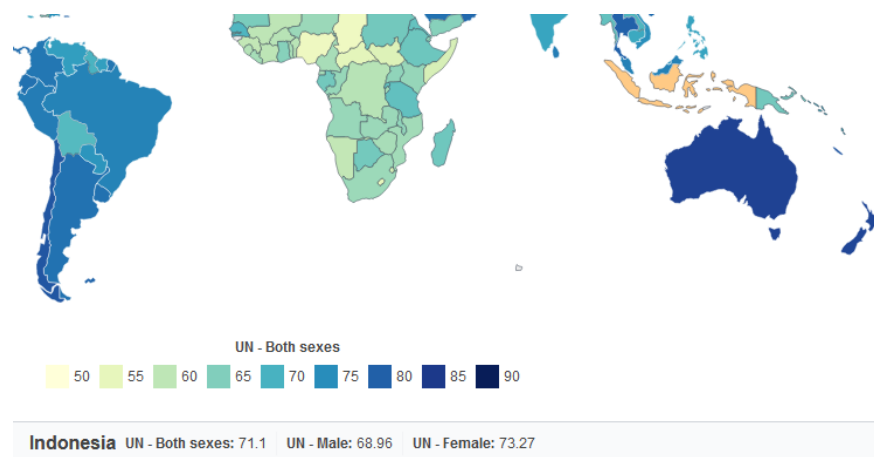 UN - Both sexes
50 55 60 65 70 75 80 85 90
Indonesia UN - Both sexes: 71.1 UN - Male: 68.96 UN - Female: 73.27